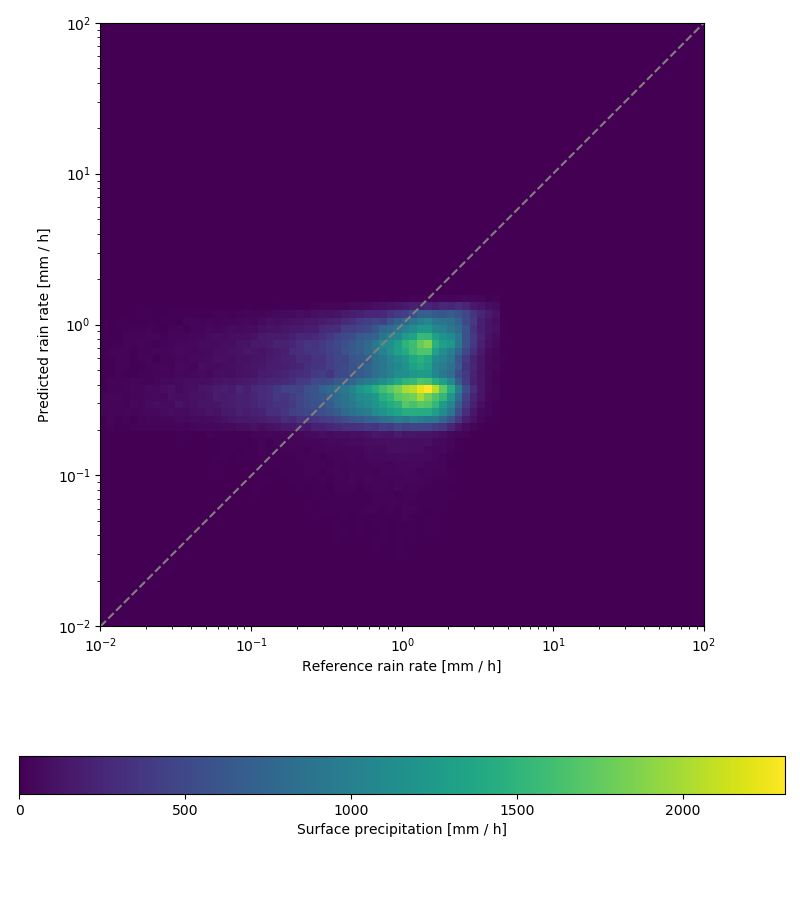 10²
10¹
10⁰
10⁻¹
10⁻²
Predicted rain rate [mm / h]
10⁻² 10⁻¹ 10⁰ 10¹ 10²
Reference rain rate [mm / h]
0 500 1000 1500 2000
Surface precipitation [mm / h]